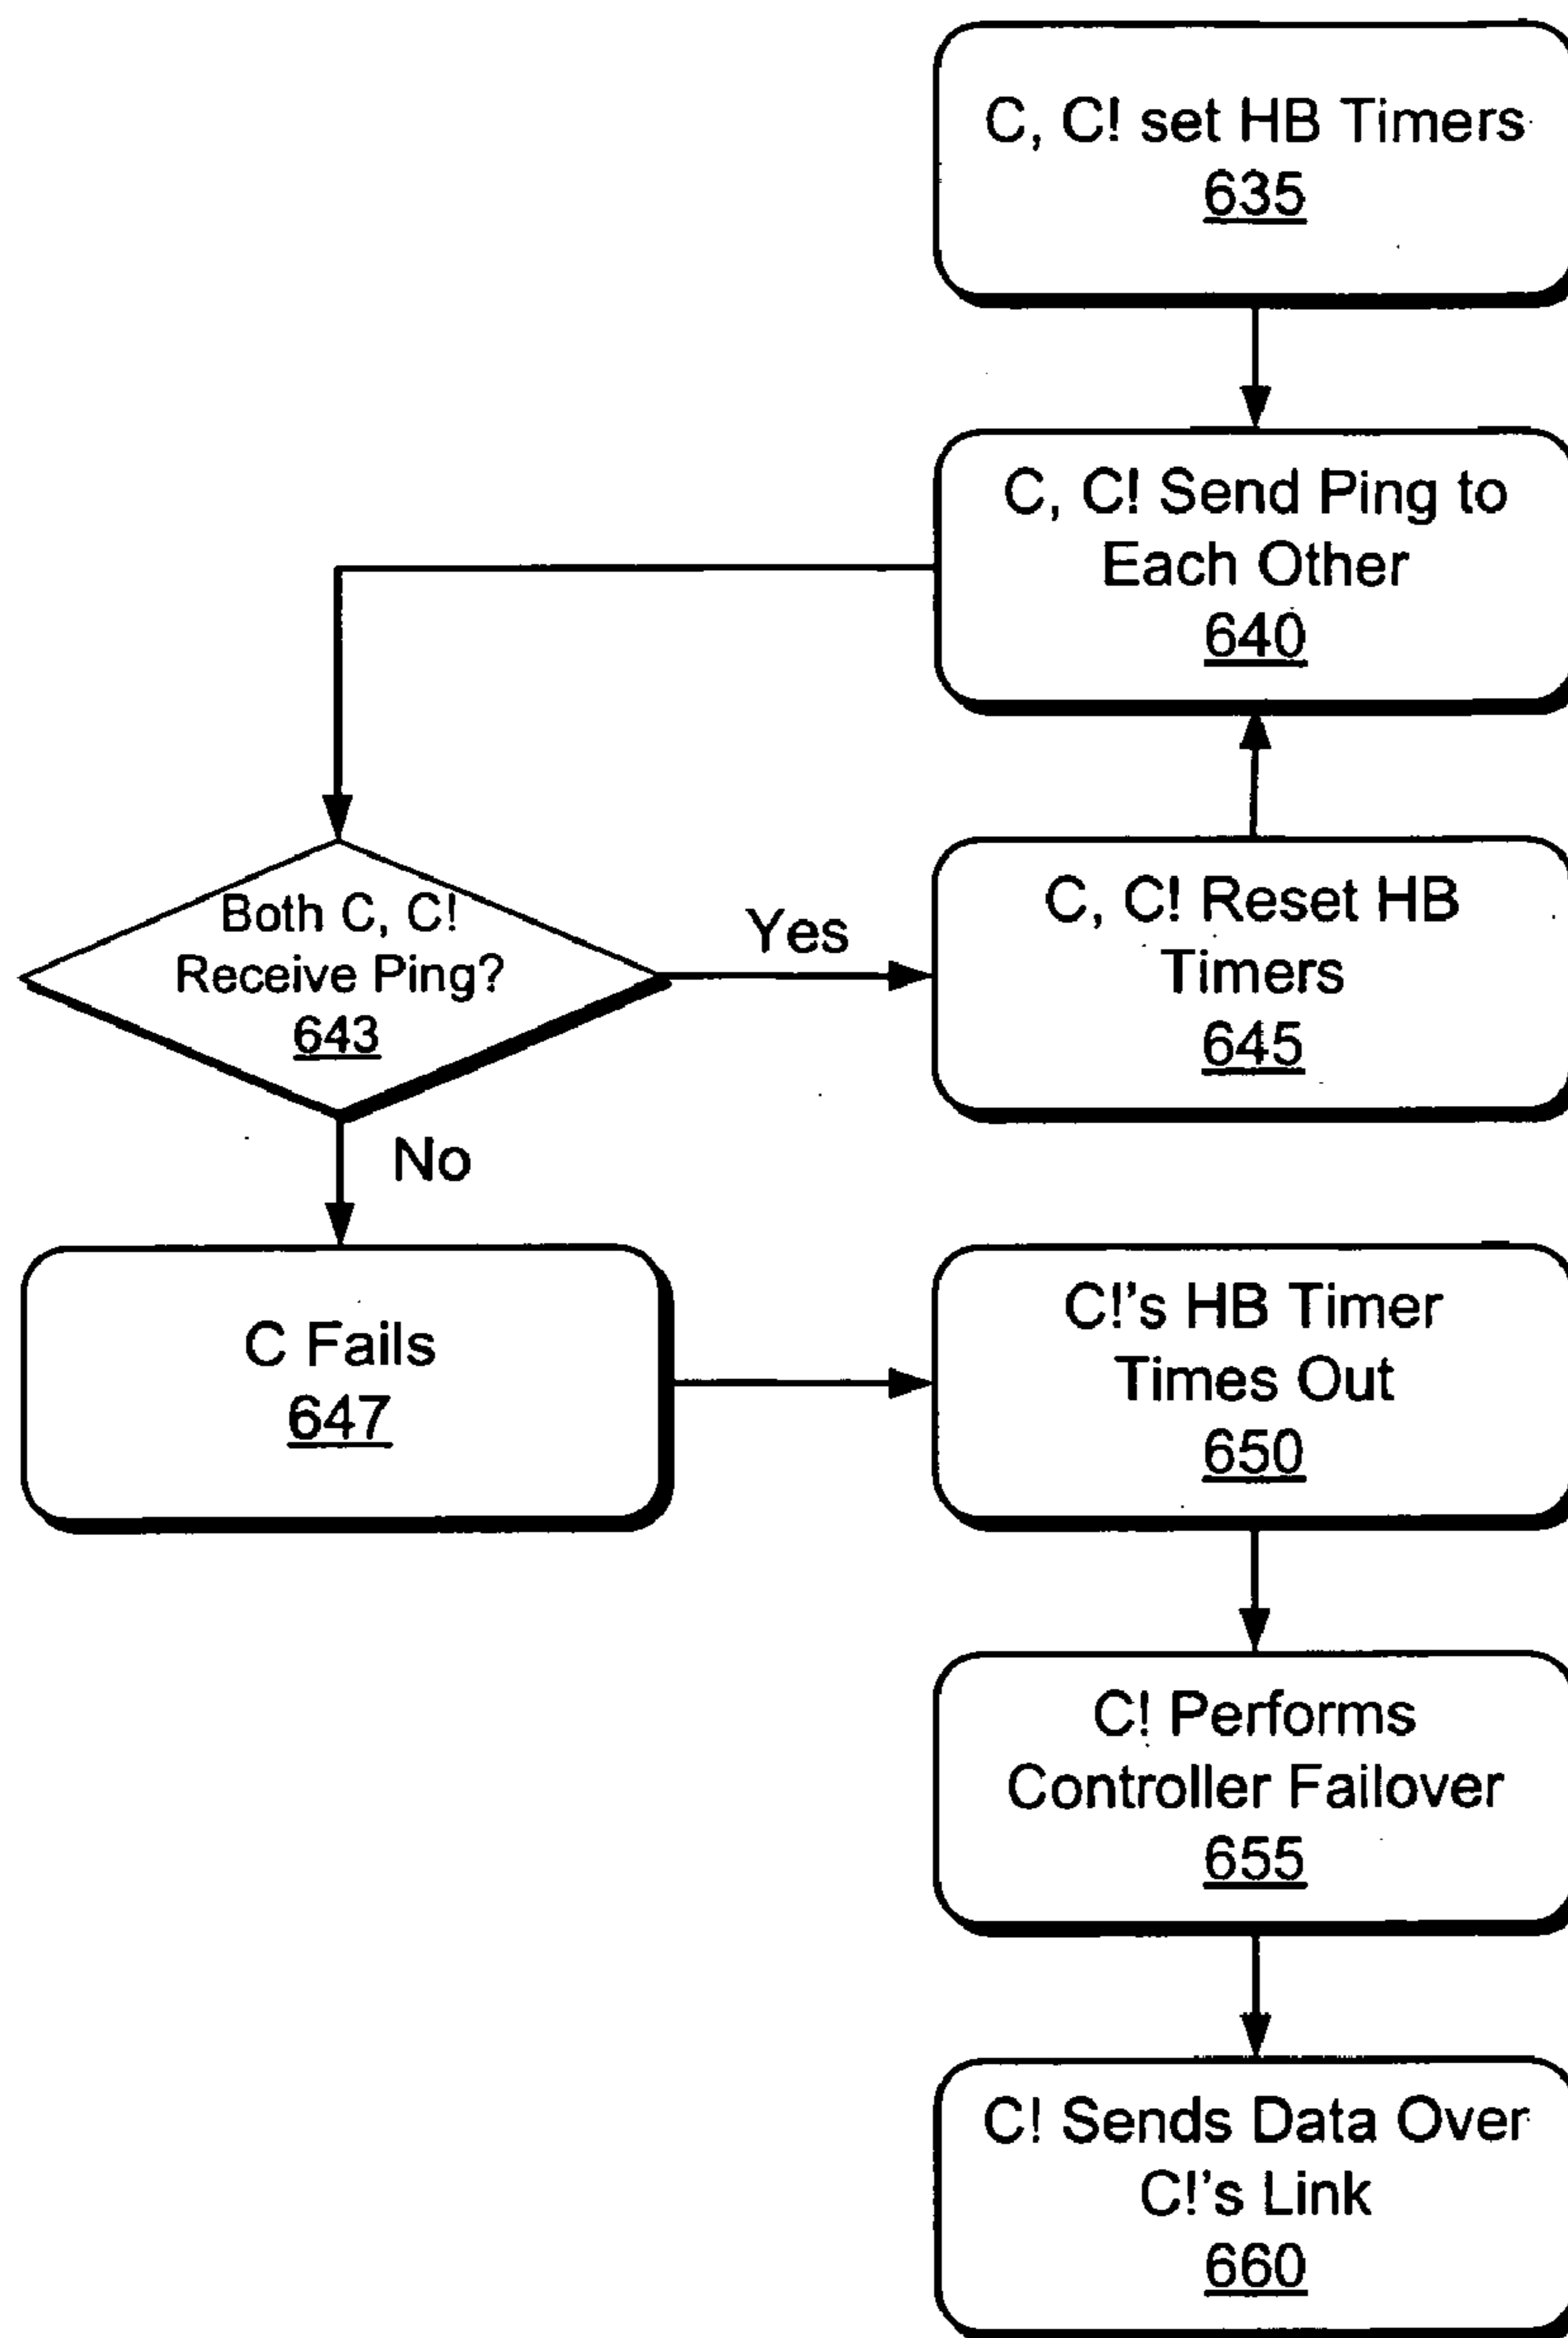 C, C! set HB Timers
635
C, C! Send Ping to
Each Other
640
Both C, C!
Receive Ping?
643
Yes
C, C! Reset HB
Timers
645
No
C Fails
647
C!'s HB Timer
Times Out
650
C! Performs
Controller Failover
655
C! Sends Data Over
C!'s Link
660